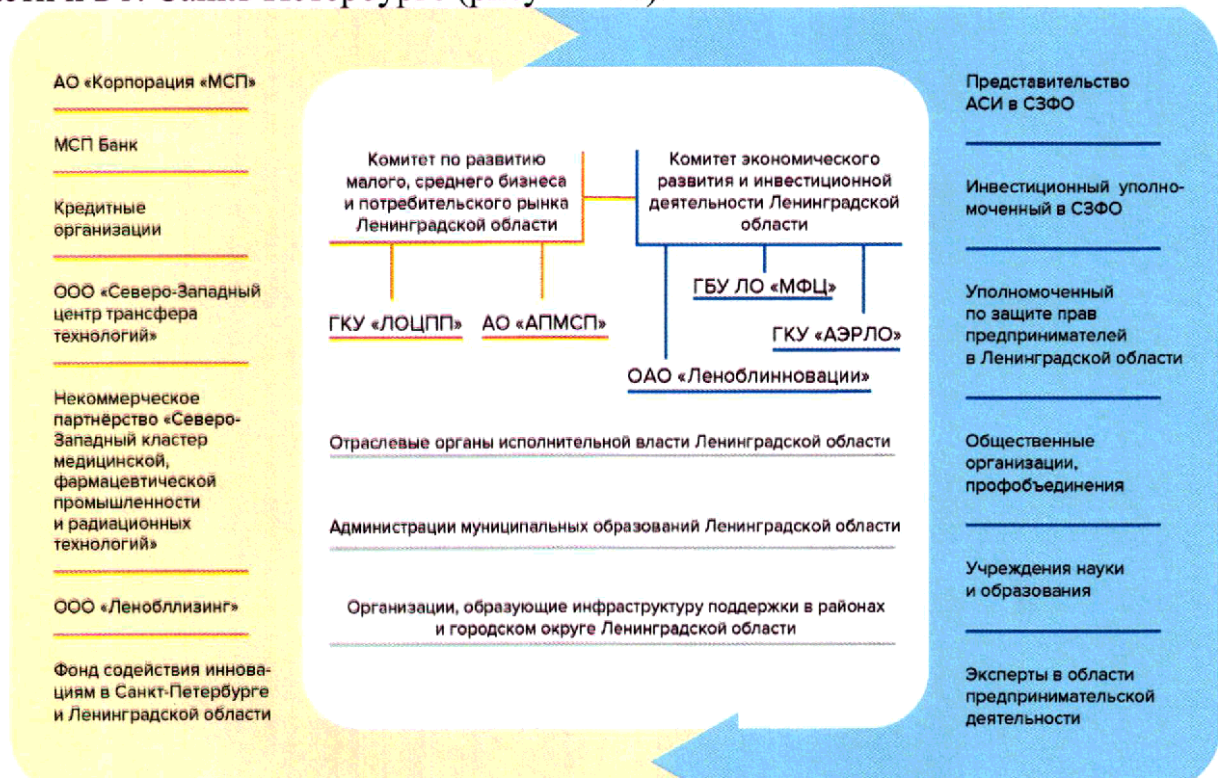 АО «Корпорация «МСП»
МСП Банк
Кредитные
организации
ООО «Северо-Западный
центр трансфера
технологий»
Некоммерческое
партнёрство «Северо-
Западный кластер
медицинской,
фармацевтической
промышленности
и радиационных
технологий»
ООО «Ленобллизинг»
Фонд содействия иннова-
циям в Санкт-Петербурге
и Ленинградской области
Комитет по развитию
малого, среднего бизнеса
и потребительского рынка
Ленинградской области
Комитет экономического
развития и инвестиционной
деятельности Ленинградской
области
ГКУ «ЛОЦПП»
АО «АПМСП»
ГБУ ЛО «МФЦ»
ГКУ «АЭРЛО»
ОАО «Леноблинновации»
Отраслевые органы исполнительной власти Ленинградской области
Администрации муниципальных образований Ленинградской области
Организации, образующие инфраструктуру поддержки в районах
и городском округе Ленинградской области
Представительство
АСИ в СЗФО
Инвестиционный уполно-
моченный в СЗФО
Уполномоченный
по защите прав
предпринимателей
в Ленинградской области
Общественные
организации,
профобъединения
Учреждения науки
и образования
Эксперты в области
предпринимательской
деятельности